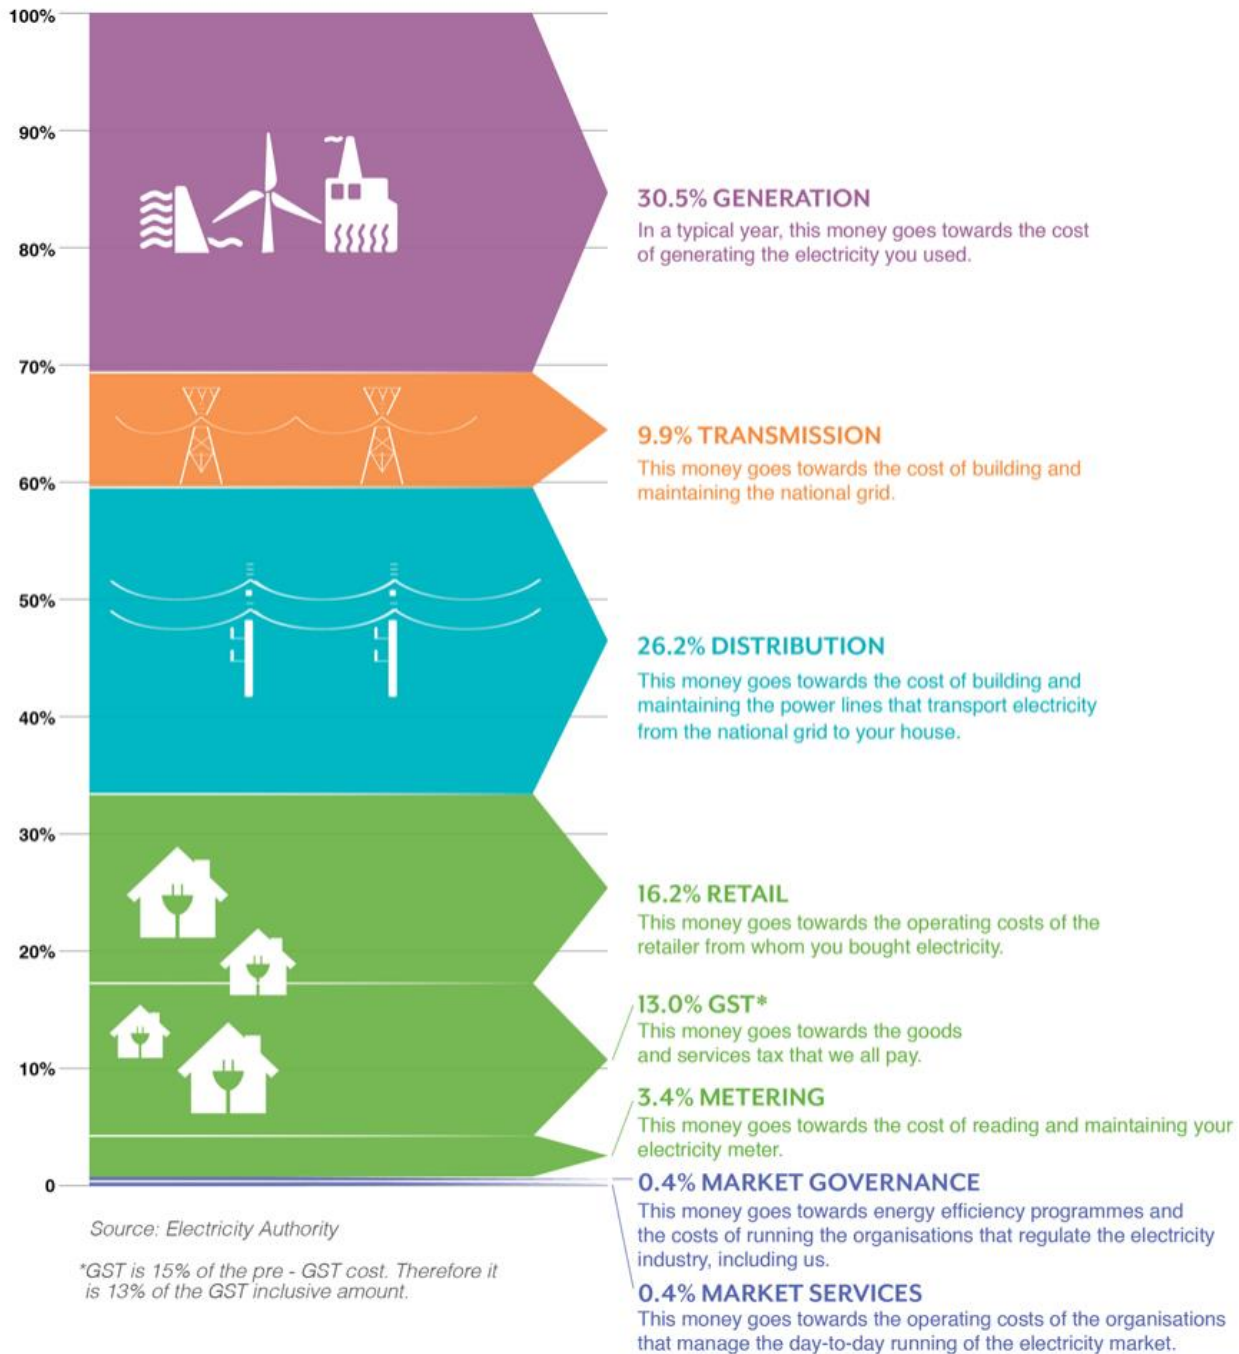 100%
90%
80%
70%
60%
50%
40%
30%
20%
10%
0
30.5% GENERATION
In a typical year, this money goes towards the cost
of generating the electricity you used.
9.9% TRANSMISSION
This money goes towards the cost of building and
maintaining the national grid.
26.2% DISTRIBUTION
This money goes towards the cost of building and
maintaining the power lines that transport electricity
from the national grid to your house.
16.2% RETAIL
This money goes towards the operating costs of the
retailer from whom you bought electricity.
13.0% GST*
This money goes towards the goods
and services tax that we all pay.
3.4% METERING
This money goes towards the cost of reading and maintaining your
electricity meter.
0.4% MARKET GOVERNANCE
This money goes towards energy efficiency programmes and
the costs of running the organisations that regulate the electricity
industry, including us.
0.4% MARKET SERVICES
This money goes towards the operating costs of the organisations
that manage the day-to-day running of the electricity market.
Source: Electricity Authority
*GST is 15% of the pre - GST cost. Therefore it
is 13% of the GST inclusive amount.